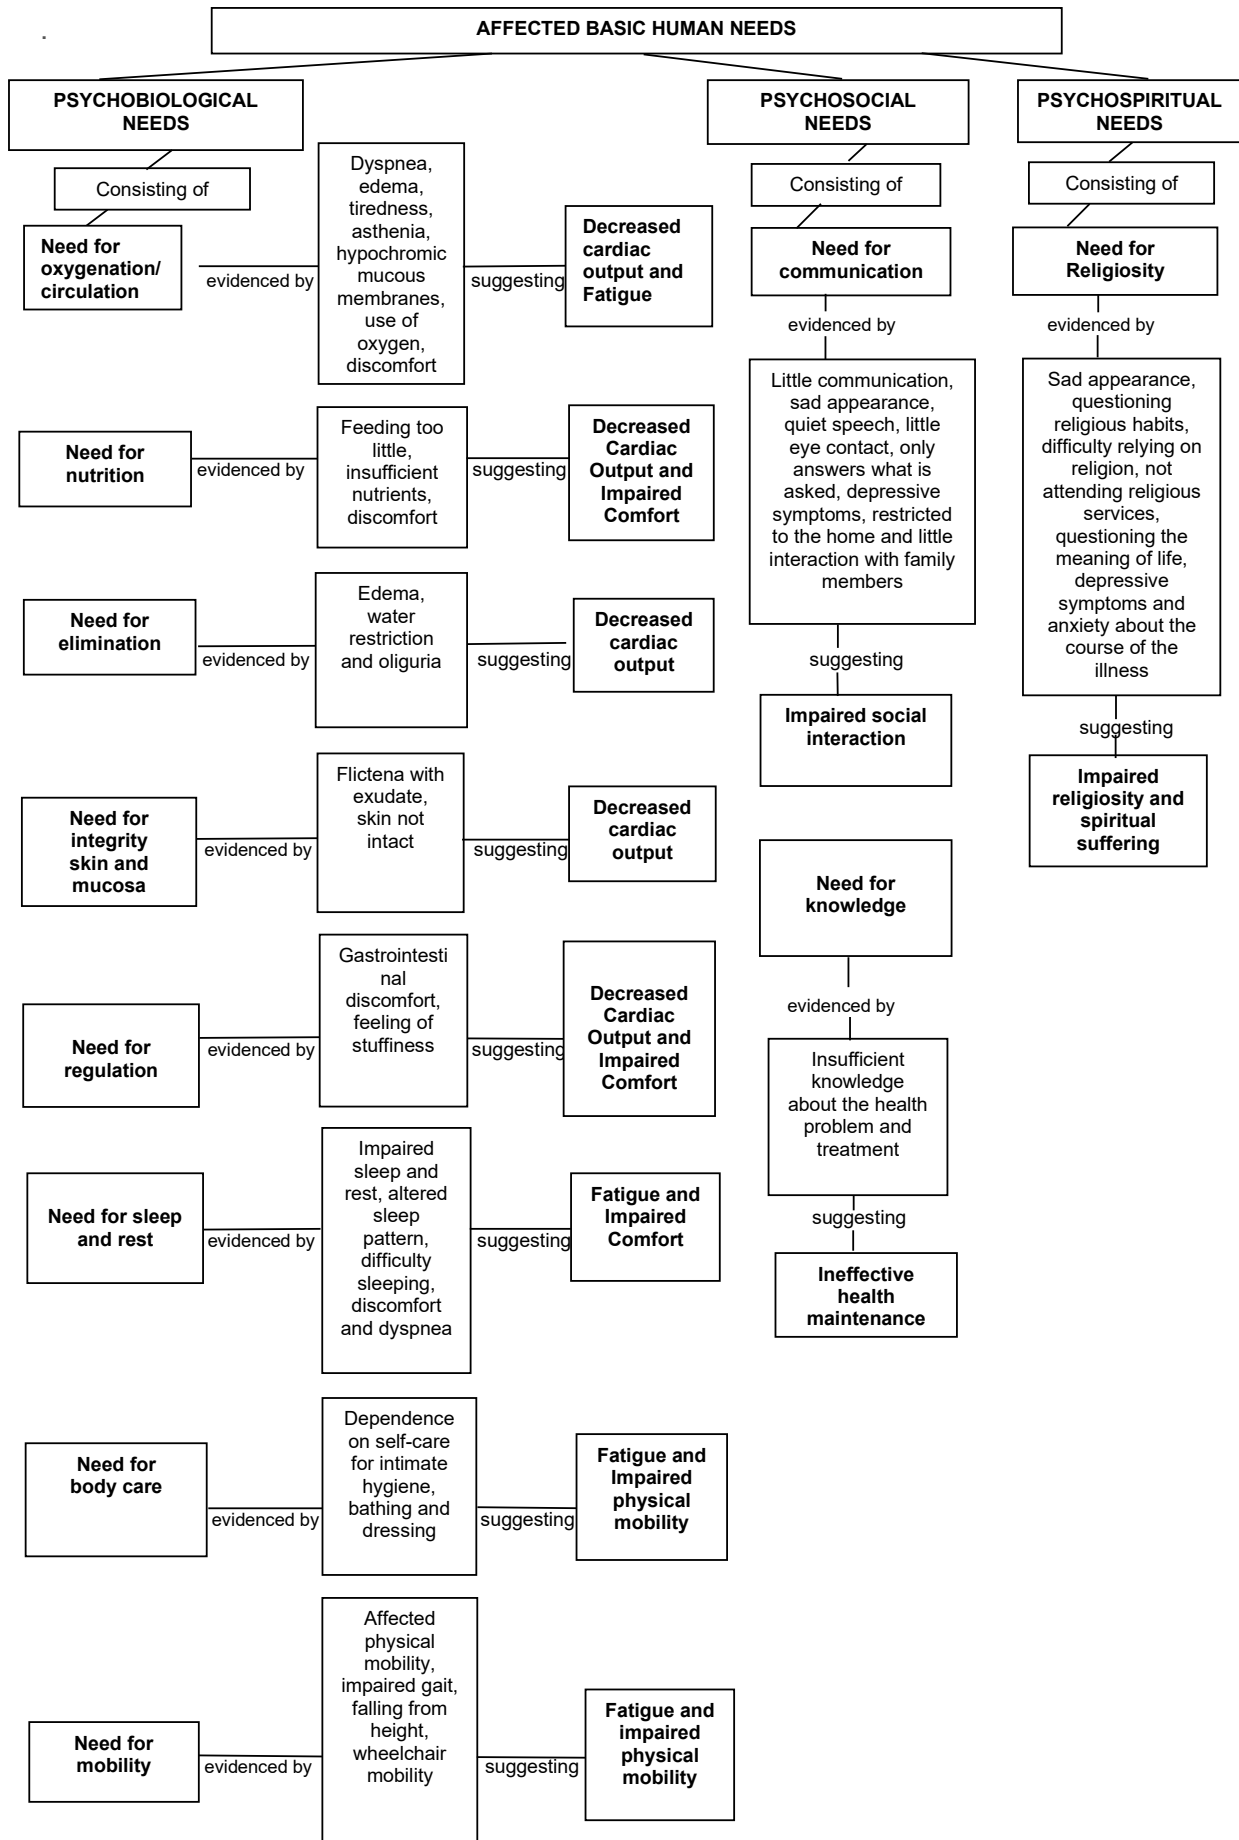 .
AFFECTED BASIC HUMAN NEEDS
PSYCHOBIOLOGICAL
NEEDS
Consisting of
Need for
oxygenation/
circulation
evidenced by
Dyspnea,
edema,
tiredness,
asthenia,
hypochromic
mucous
membranes,
use of
oxygen,
discomfort
suggesting
Decreased
cardiac
output and
Fatigue
Need for
nutrition
evidenced by
Feeding too
little,
insufficient
nutrients,
discomfort
suggesting
Decreased
Cardiac
Output and
Impaired
Comfort
Need for
elimination
evidenced by
Edema,
water
restriction
and oliguria
suggesting
Decreased
cardiac
output
Need for
integrity
skin and
mucosa
evidenced by
Flictena with
exudate,
skin not
intact
suggesting
Decreased
cardiac
output
Need for
regulation
evidenced by
Gastrointesti
nal
discomfort,
feeling of
stuffiness
suggesting
Decreased
Cardiac
Output and
Impaired
Comfort
Need for sleep
and rest
evidenced by
Impaired
sleep and
rest, altered
sleep
pattern,
difficulty
sleeping,
discomfort
and dyspnea
suggesting
Fatigue and
Impaired
Comfort
Need for
body care
evidenced by
Dependence
on self-care
for intimate
hygiene,
bathing and
dressing
suggesting
Fatigue and
Impaired
physical
mobility
Need for
mobility
evidenced by
Affected
physical
mobility,
impaired gait,
falling from
height,
wheelchair
mobility
suggesting
Fatigue and
impaired
physical
mobility
PSYCHOSOCIAL
NEEDS
Consisting of
Need for
communication
evidenced by
Little communication,
sad appearance,
quiet speech, little
eye contact, only
answers what is
asked, depressive
symptoms, restricted
to the home and little
interaction with family
members
suggesting
Impaired social
interaction
Need for
knowledge
evidenced by
Insufficient
knowledge
about the health
problem and
treatment
suggesting
Ineffective
health
maintenance
PSYCHOSPIRITUAL
NEEDS
Consisting of
Need for
Religiosity
evidenced by
Sad appearance,
questioning
religious habits,
difficulty relying on
religion, not
attending religious
services,
questioning the
meaning of life,
depressive
symptoms and
anxiety about the
course of the
illness
suggesting
Impaired
religiosity and
spiritual
suffering